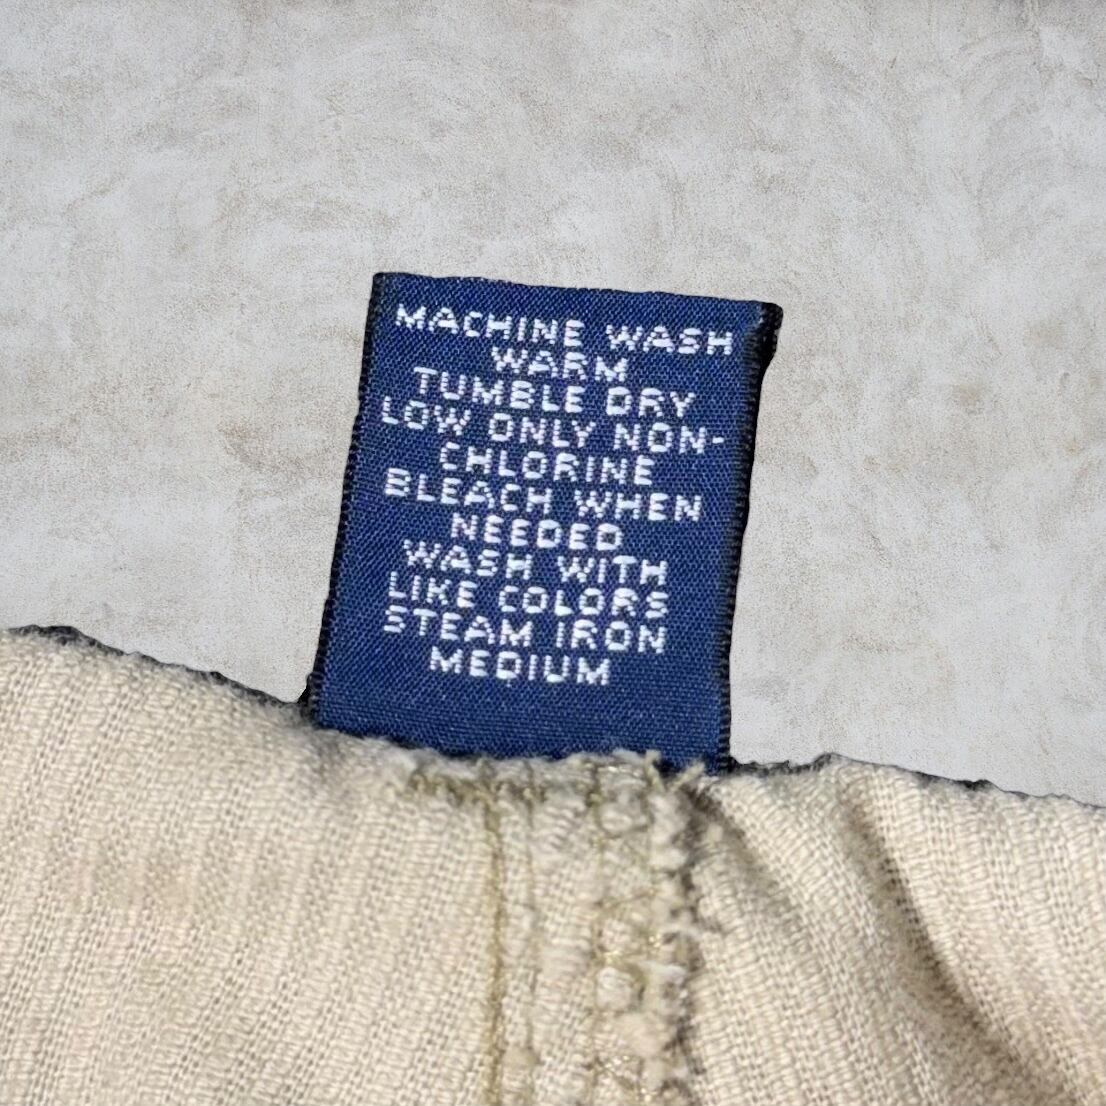 MACHINE WASH
WARM
TUMBLE DRY
LOW ONLY NON-
CHLORINE
BLEACH WHEN
NEEDED
WASH WITH
LIKE COLORS
STEAM IRON
MEDIUM